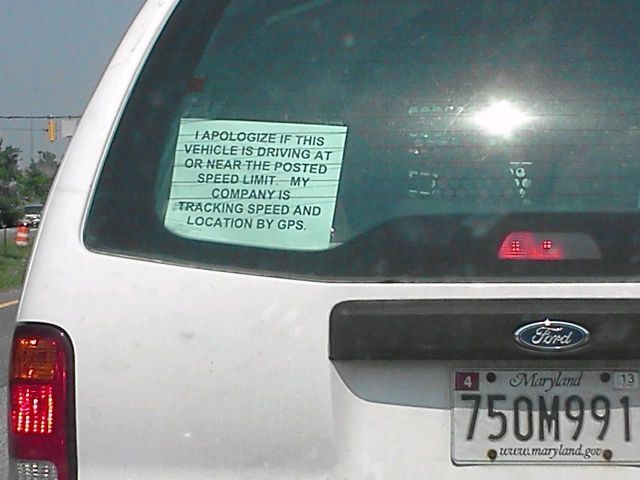 I APOLOGIZE IF THIS
VEHICLE IS DRIVING AT
OR NEAR THE POSTED
SPEED LIMIT. MY
COMPANY IS
TRACKING SPEED AND
LOCATION BY GPS.
Ford
4 Maryland 13
750M991
www.maryland.gov